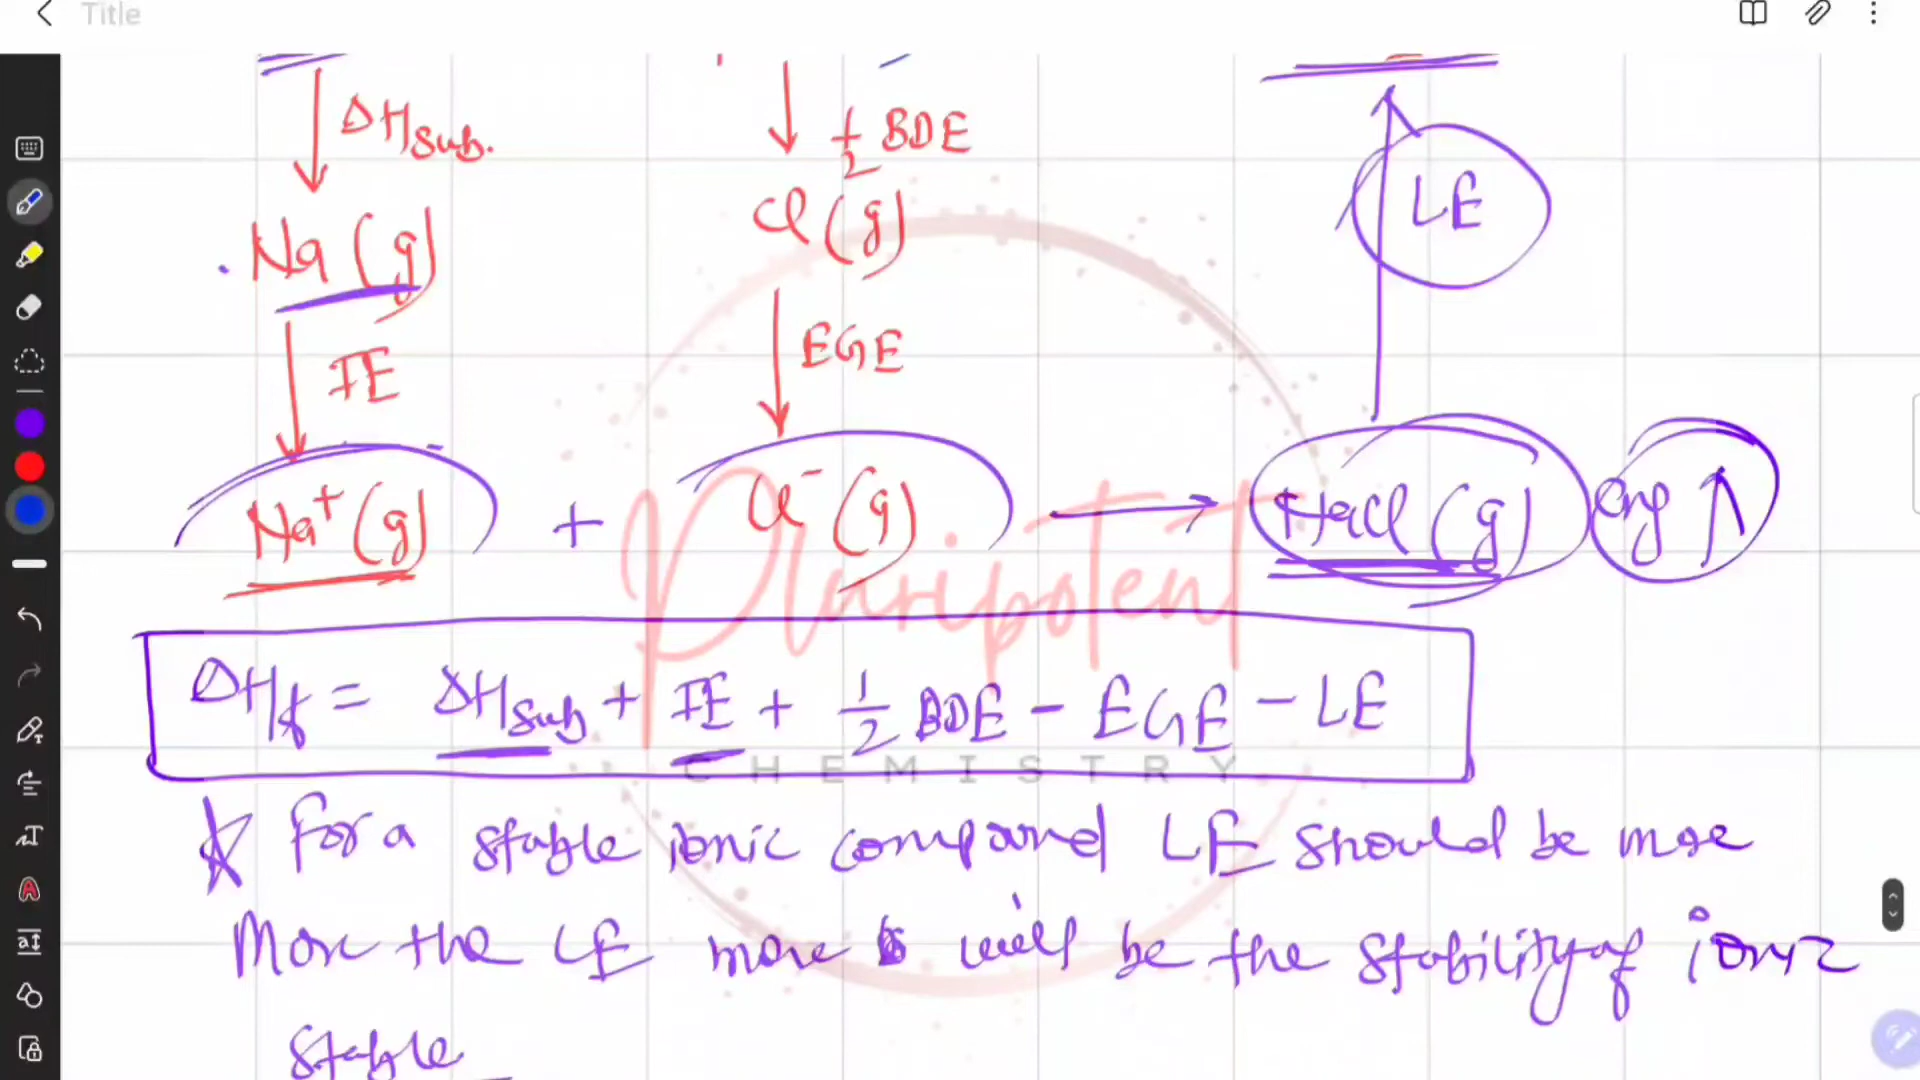 Title
ΔHsub.
½ BDE
LE
Na (g)
Cl (g)
IE
EGE
Na⁺ (g) + Cl⁻ (g) → NaCl (g) eng ↑
Pluripotent
ΔHf = ΔHsub + IE + ½ BDE - EGE - LE
CHEMISTRY
For a stable ionic compound LE should be more
More the LE more will be the stability of ionic
stable